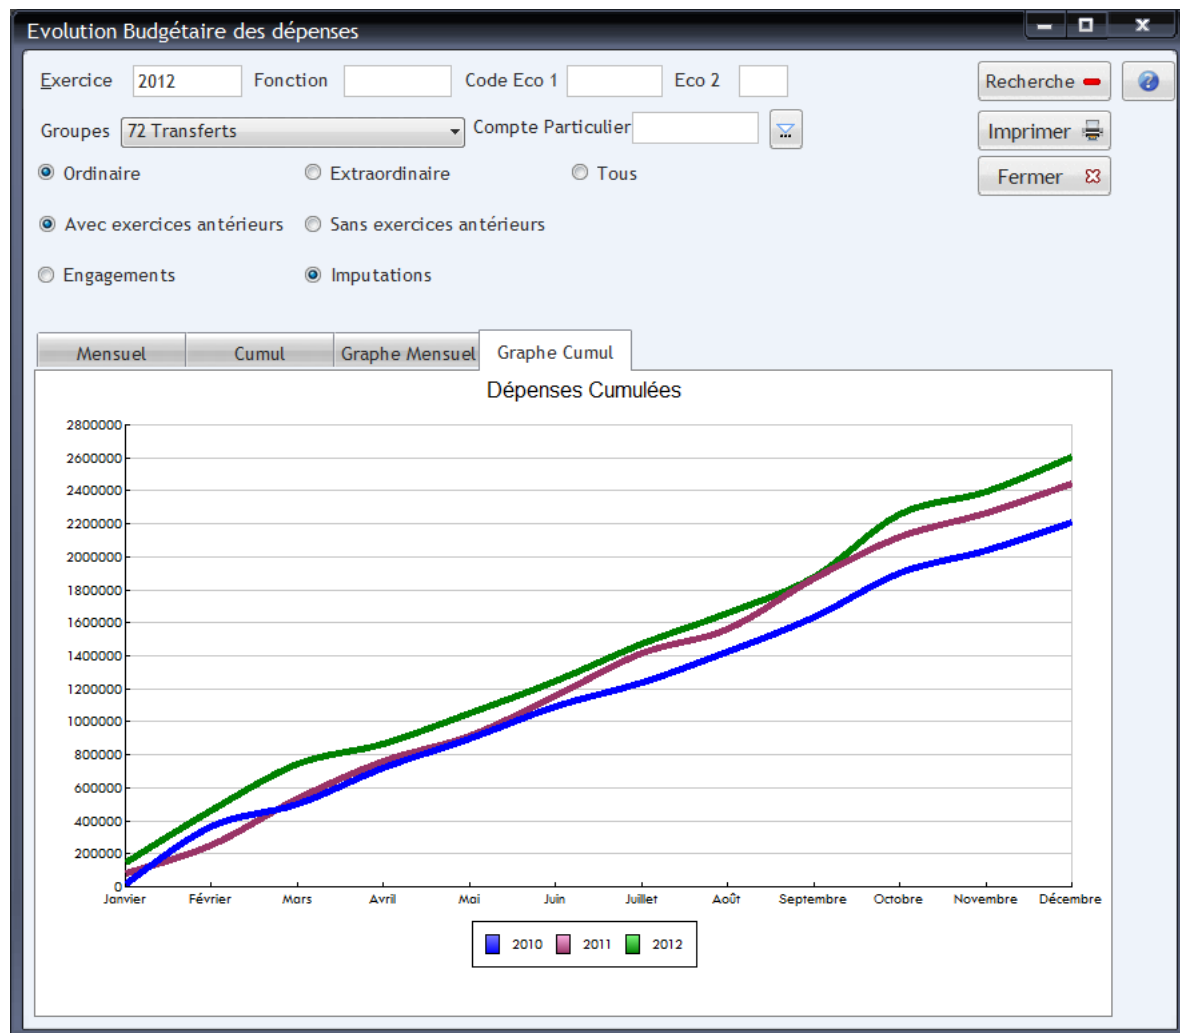 Evolution Budgétaire des dépenses
Exercice 2012 Fonction Code Eco 1 Eco 2 Recherche
Groupes 72 Transferts Compte Particulier Imprimer
Ordinaire Extraordinaire Tous Fermer
Avec exercices antérieurs Sans exercices antérieurs
Engagements Imputations
Mensuel Cumul Graphe Mensuel Graphe Cumul
Dépenses Cumulées
2800000
2600000
2400000
2200000
2000000
1800000
1600000
1400000
1200000
1000000
800000
600000
400000
200000
0
Janvier Février Mars Avril Mai Juin Juillet Août Septembre Octobre Novembre Décembre
2010 2011 2012